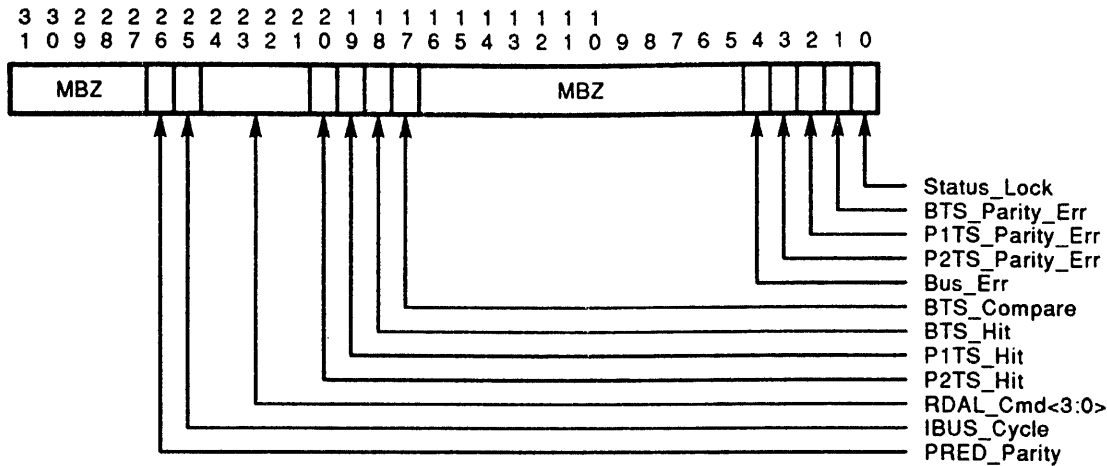 3 3 2 2 2 2 2 2 2 2 2 2 1 1 1 1 1 1 1 1 1 1
1 0 9 8 7 6 5 4 3 2 1 0 9 8 7 6 5 4 3 2 1 0 9 8 7 6 5 4 3 2 1 0
MBZ MBZ
Status_Lock
BTS_Parity_Err
P1TS_Parity_Err
P2TS_Parity_Err
Bus_Err
BTS_Compare
BTS_Hit
P1TS_Hit
P2TS_Hit
RDAL_Cmd<3:0>
IBUS_Cycle
PRED_Parity